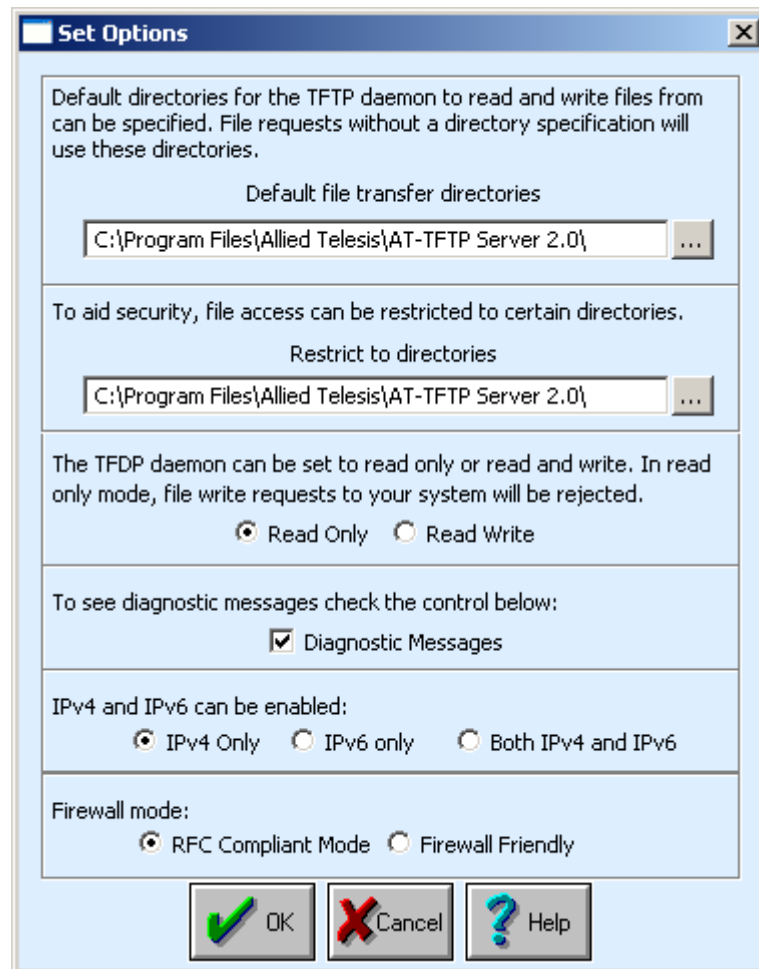 Set Options
Default directories for the TFTP daemon to read and write files from
can be specified. File requests without a directory specification will
use these directories.
Default file transfer directories
C:\Program Files\Allied Telesis\AT-TFTP Server 2.0\
...
To aid security, file access can be restricted to certain directories.
Restrict to directories
C:\Program Files\Allied Telesis\AT-TFTP Server 2.0\
...
The TFDP daemon can be set to read only or read and write. In read
only mode, file write requests to your system will be rejected.
Read Only Read Write
To see diagnostic messages check the control below:
Diagnostic Messages
IPv4 and IPv6 can be enabled:
IPv4 Only IPv6 only Both IPv4 and IPv6
Firewall mode:
RFC Compliant Mode Firewall Friendly
OK Cancel Help